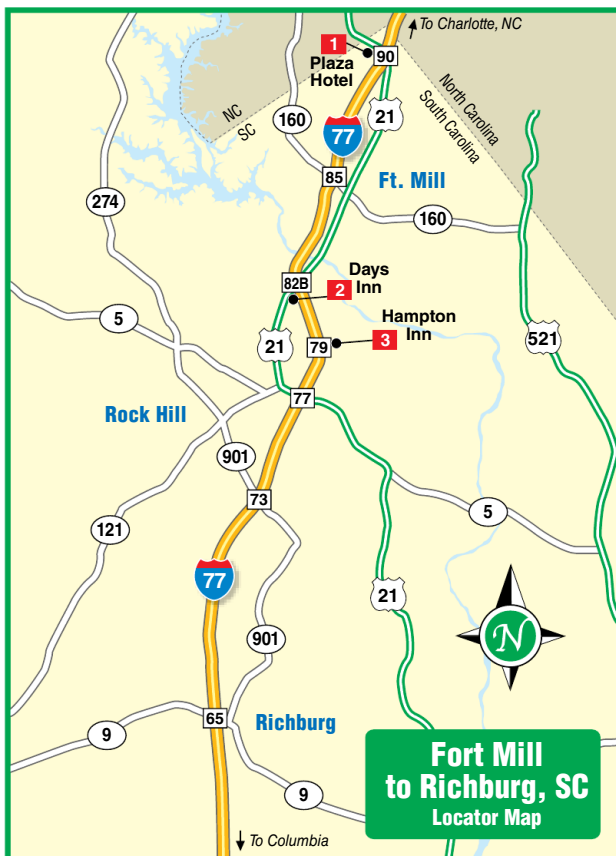 To Charlotte, NC
1
Plaza
Hotel
90
North Carolina
South Carolina
NC
SC
160
21
77
85
Ft. Mill
274
160
82B
Days
Inn
2
5
Hampton
Inn
3
21
79
521
77
Rock Hill
901
73
5
121
77
21
N
901
65
Richburg
9
9
Fort Mill
to Richburg, SC
Locator Map
To Columbia